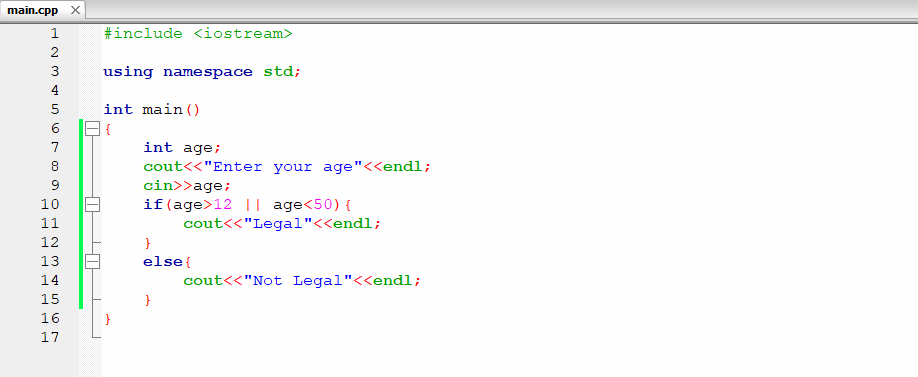 main.cpp X
1 #include <iostream>
2
3 using namespace std;
4
5 int main()
6 {
7     int age;
8     cout<<"Enter your age"<<endl;
9     cin>>age;
10     if(age>12 || age<50){
11         cout<<"Legal"<<endl;
12     }
13     else{
14         cout<<"Not Legal"<<endl;
15     }
16 }
17